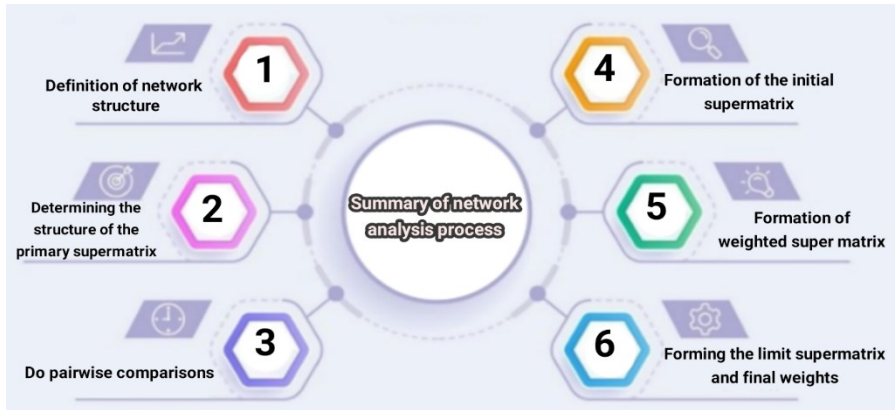 1
Definition of network
structure
2
Determining the
structure of the
primary supermatrix
3
Do pairwise comparisons
Summary of network
analysis process
4
Formation of the initial
supermatrix
5
Formation of
weighted super matrix
6
Forming the limit supermatrix
and final weights